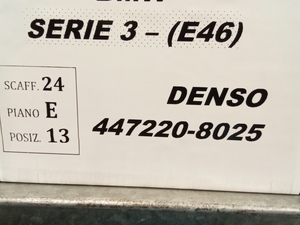 SERIE 3 – (E46)
SCAFF. 24
PIANO E
POSIZ. 13
DENSO
447220-8025